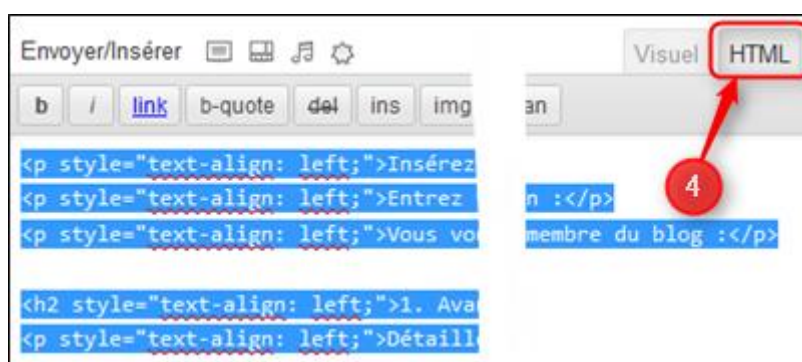 Envoyer/Insérer Visuel HTML
b i link b-quote del ins img an
<p style="text-align: left;">Insérez
<p style="text-align: left;">Entrez n :</p>
<p style="text-align: left;">Vous vo membre du blog :</p>
4
<h2 style="text-align: left;">1. Ava
<p style="text-align: left;">Détaill